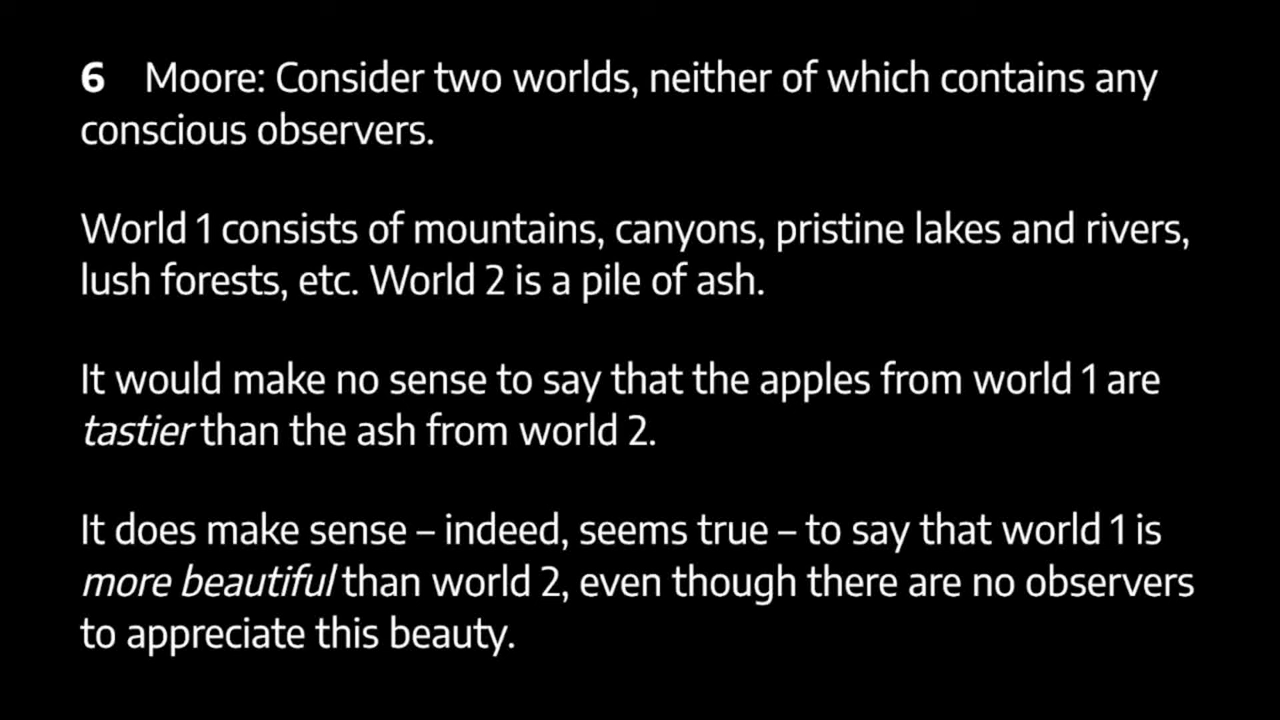 6 Moore: Consider two worlds, neither of which contains any
conscious observers.
World 1 consists of mountains, canyons, pristine lakes and rivers,
lush forests, etc. World 2 is a pile of ash.
It would make no sense to say that the apples from world 1 are
tastier than the ash from world 2.
It does make sense – indeed, seems true – to say that world 1 is
more beautiful than world 2, even though there are no observers
to appreciate this beauty.